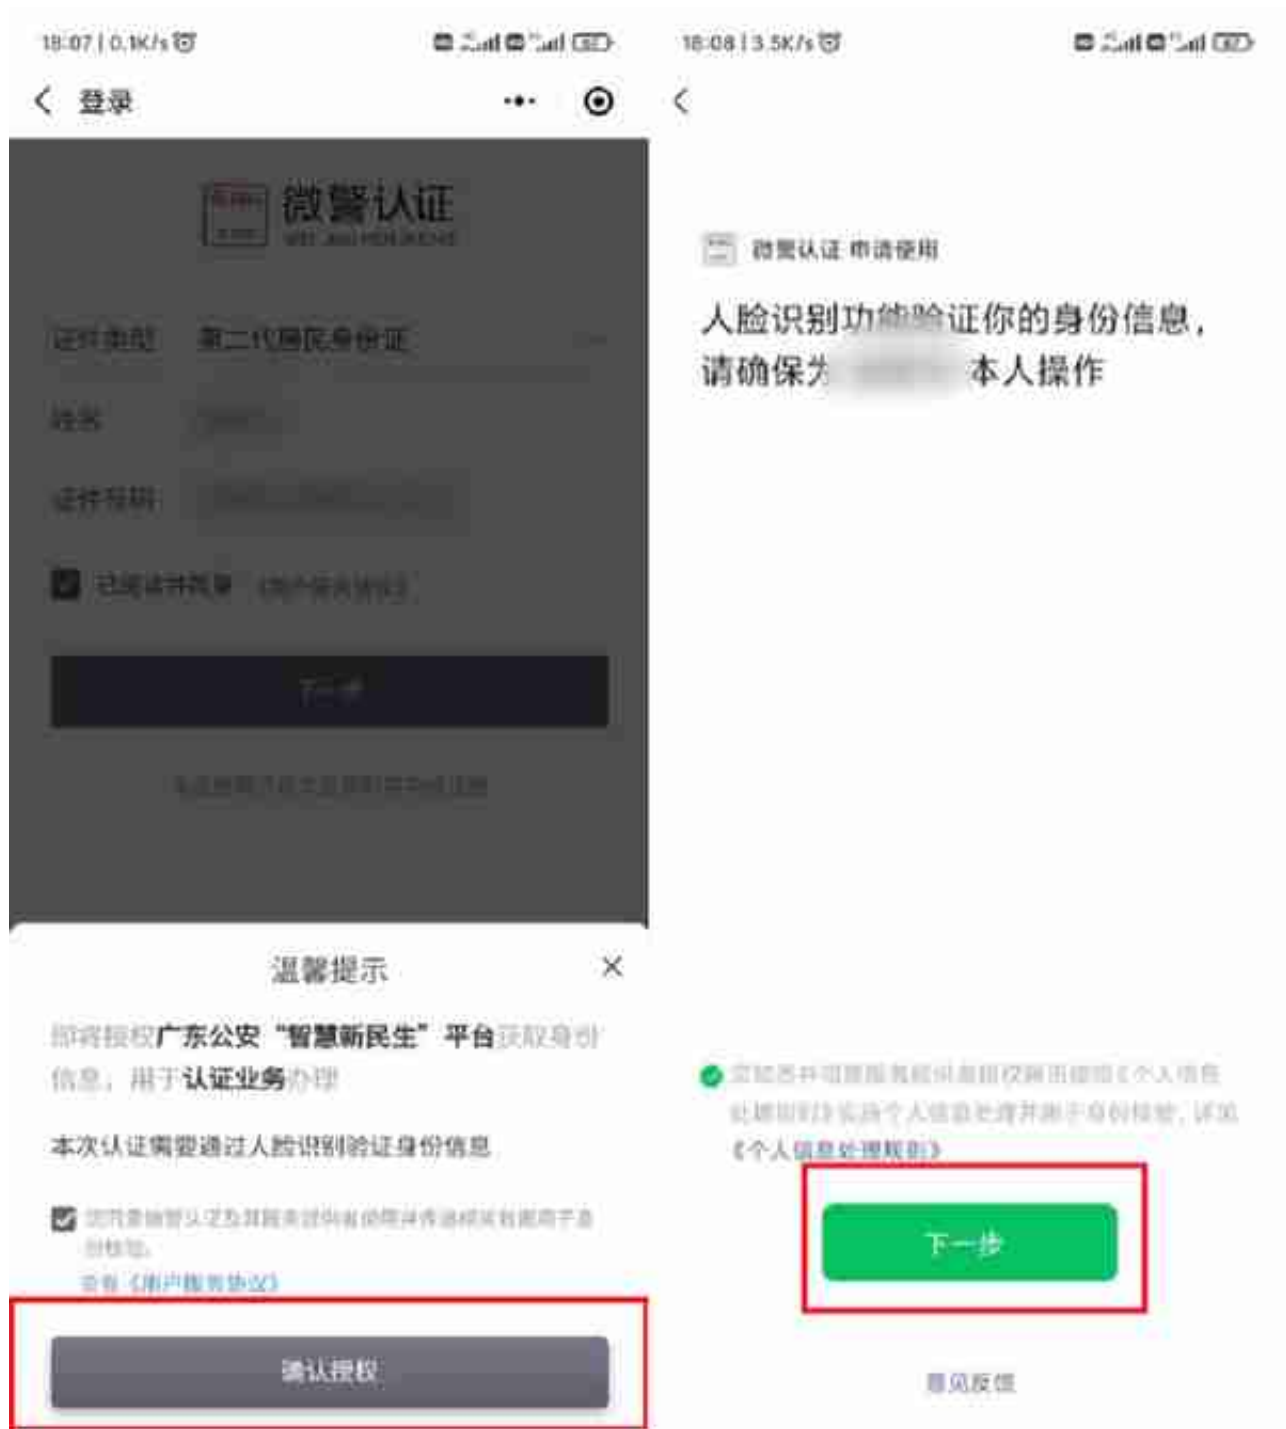 18:07 | 0.1K/s
登录
微警认证
证件类型 第二代居民身份证
姓名
证件号码
下一步
温馨提示
即将授权广东公安“智慧新民生”平台获取身份
信息，用于认证业务办理
本次认证需要通过人脸识别验证身份信息
查看《用户服务协议》
确认授权
18:08 | 3.5K/s
微警认证 申请使用
人脸识别功能验证你的身份信息，
请确保为 本人操作
《个人信息处理规则》
下一步
意见反馈